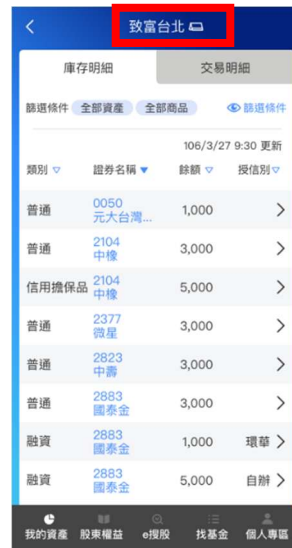 致富台北
庫存明細 交易明細
篩選條件 全部資產 全部商品 篩選條件
106/3/27 9:30 更新
類別 證券名稱 餘額 授信別
普通 0050 元大台灣... 1,000
普通 2104 中橡 3,000
信用擔保品 2104 中橡 5,000
普通 2377 微星 3,000
普通 2823 中壽 3,000
普通 2883 國泰金 3,000
融資 2883 國泰金 1,000 環華
融資 2883 國泰金 5,000 自辦
我的資產 股東權益 e搜股 找基金 個人專區